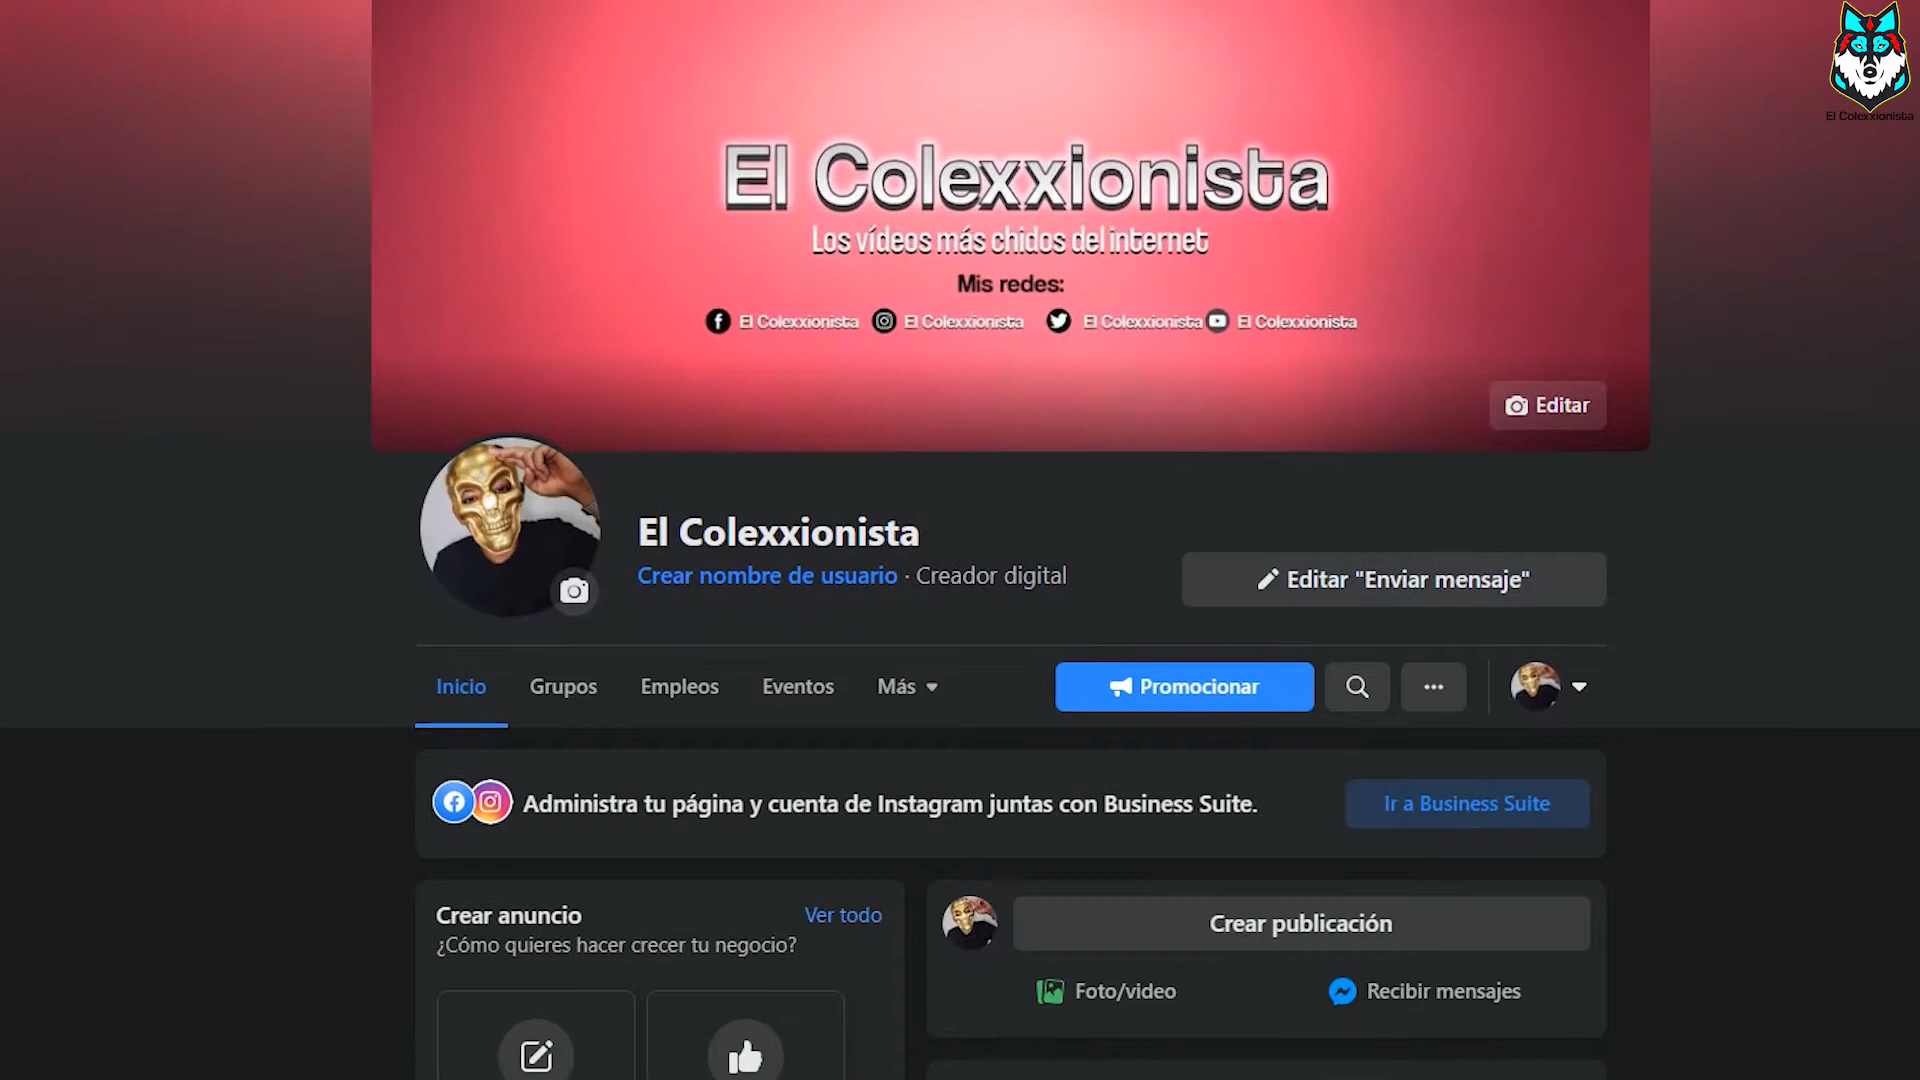 El Colexxionista
El Colexxionista
Los vídeos más chidos del internet
Mis redes:
El Colexxionista El Colexxionista El Colexxionista El Colexxionista
Editar
El Colexxionista
Crear nombre de usuario · Creador digital
Editar "Enviar mensaje"
Inicio Grupos Empleos Eventos Más Promocionar
Administra tu página y cuenta de Instagram juntas con Business Suite. Ir a Business Suite
Crear anuncio Ver todo
¿Cómo quieres hacer crecer tu negocio?
Crear publicación
Foto/video Recibir mensajes